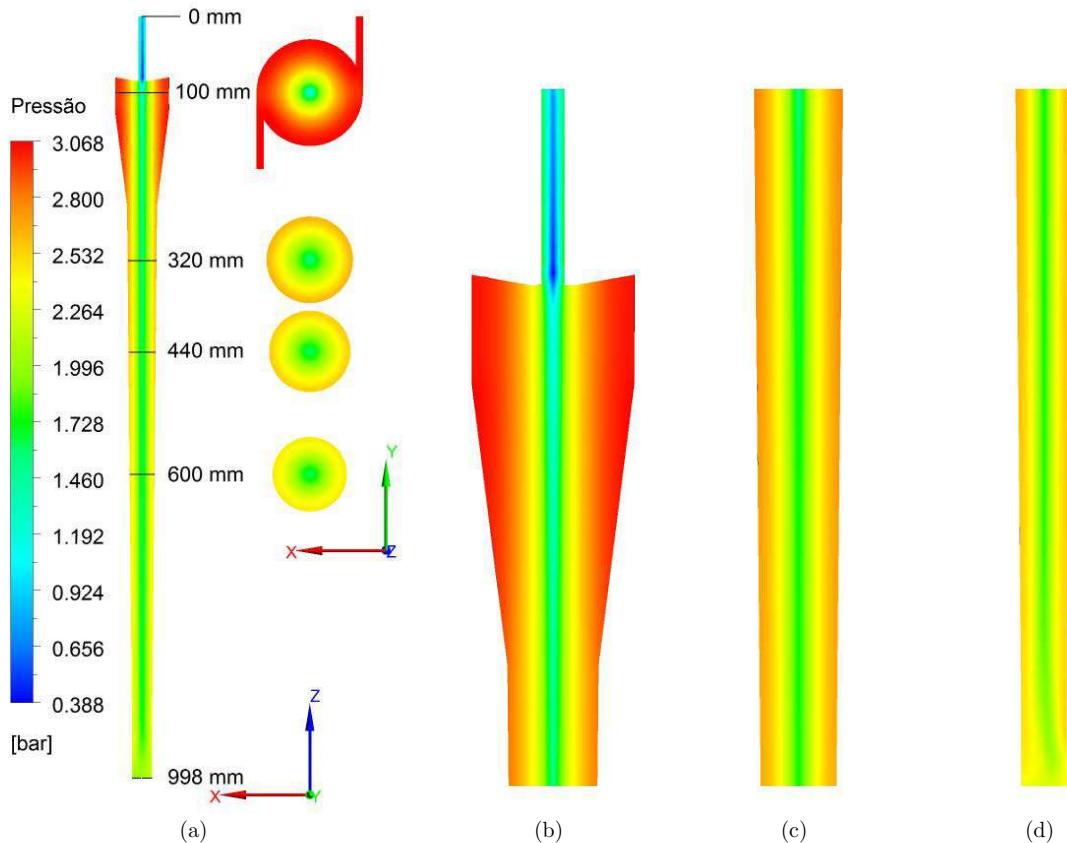 0 mm
100 mm
Pressão
3.068
2.800
2.532
2.264
1.996
1.728
1.460
1.192
0.924
0.656
0.388
[bar]
320 mm
440 mm
600 mm
Y
X
Z
Z
998 mm
X
Y
(a)
(b)
(c)
(d)